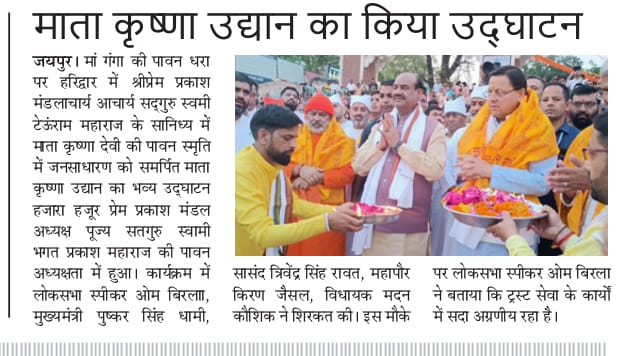 माता कृष्णा उद्यान का किया उद्घाटन
जयपुर। मां गंगा की पावन धरा
पर हरिद्वार में श्रीप्रेम प्रकाश
मंडलाचार्य आचार्य सद्गुरु स्वामी
टेऊंराम महाराज के सानिध्य में
माता कृष्णा देवी की पावन स्मृति
में जनसाधारण को समर्पित माता
कृष्णा उद्यान का भव्य उद्घाटन
हजारा हजूर प्रेम प्रकाश मंडल
अध्यक्ष पूज्य सतगुरु स्वामी
भगत प्रकाश महाराज की पावन
अध्यक्षता में हुआ। कार्यक्रम में
लोकसभा स्पीकर ओम बिरलाा,
मुख्यमंत्री पुष्कर सिंह धामी,
सासंद त्रिवेंद्र सिंह रावत, महापौर
किरण जैसल, विधायक मदन
कौशिक ने शिरकत की। इस मौके
पर लोकसभा स्पीकर ओम बिरला
ने बताया कि ट्रस्ट सेवा के कार्यों
में सदा अग्रणीय रहा है।